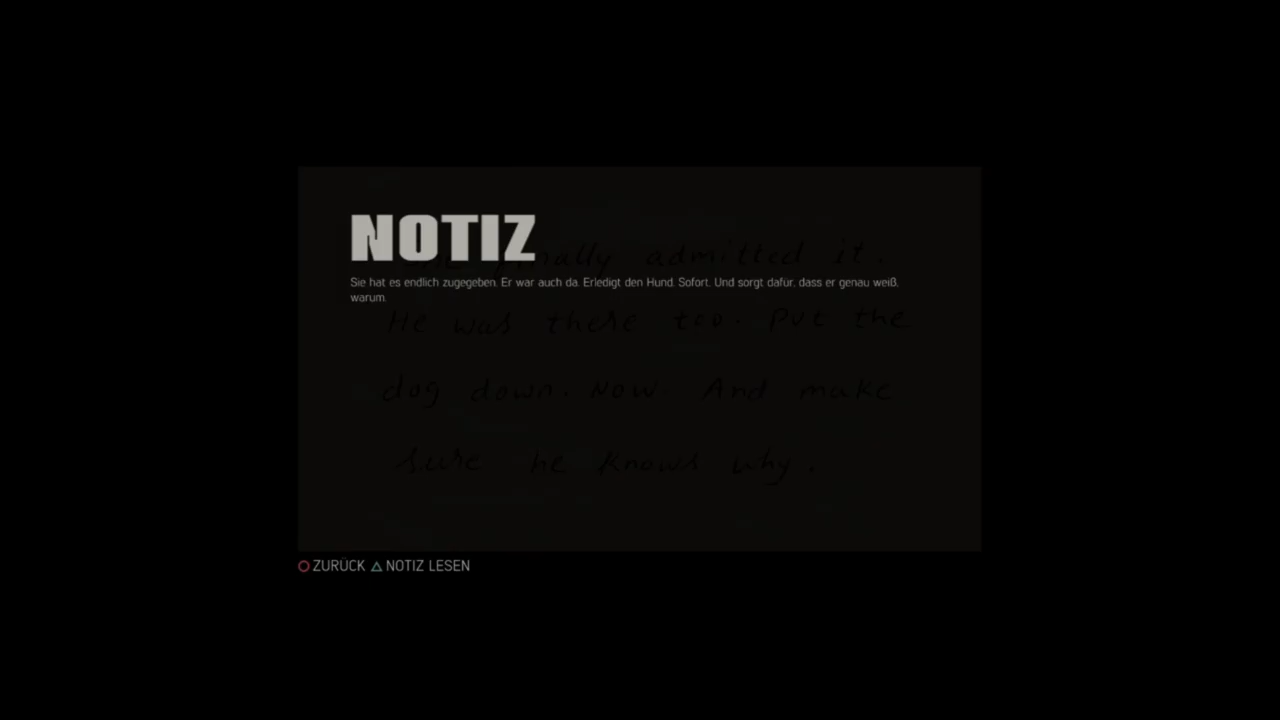 NOTIZ
finally admitted it.
Sie hat es endlich zugegeben. Er war auch da. Erledigt den Hund. Sofort. Und sorgt dafür, dass er genau weiß,
warum.
He was there too. Put the
dog down. Now. And make
sure he knows why.
ZURÜCK NOTIZ LESEN